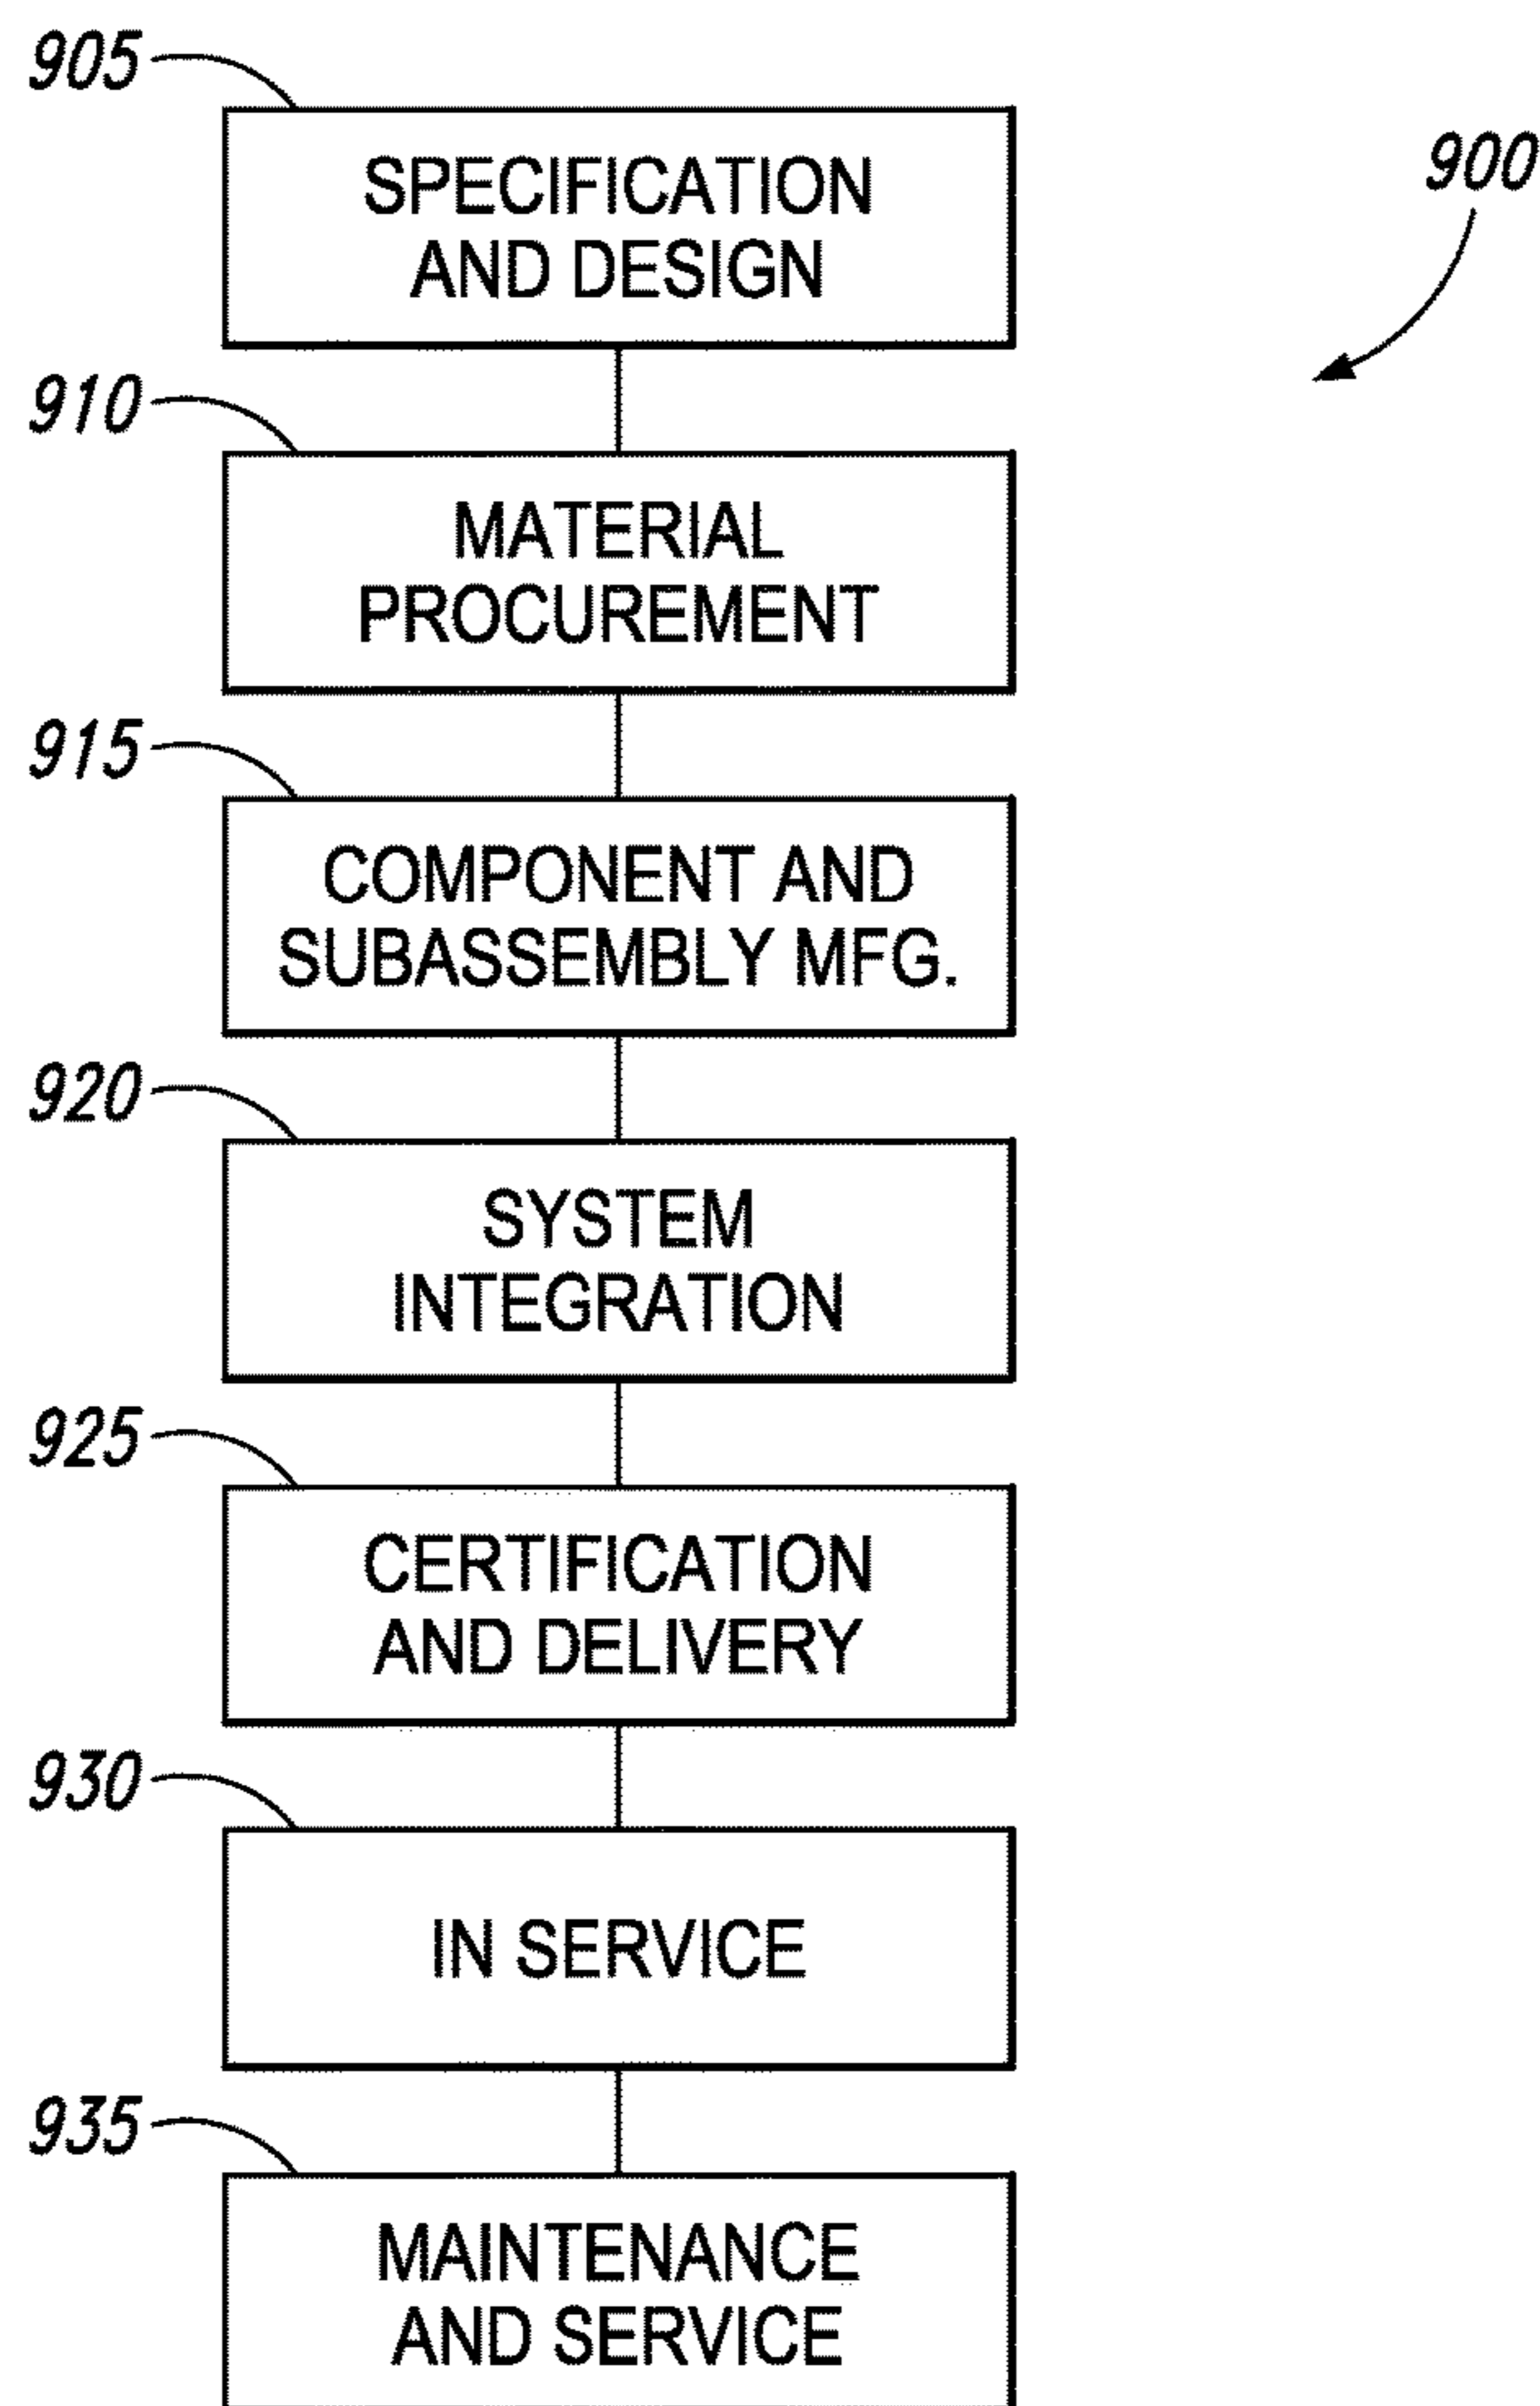 905
SPECIFICATION
AND DESIGN
900
910
MATERIAL
PROCUREMENT
915
COMPONENT AND
SUBASSEMBLY MFG.
920
SYSTEM
INTEGRATION
925
CERTIFICATION
AND DELIVERY
930
IN SERVICE
935
MAINTENANCE
AND SERVICE